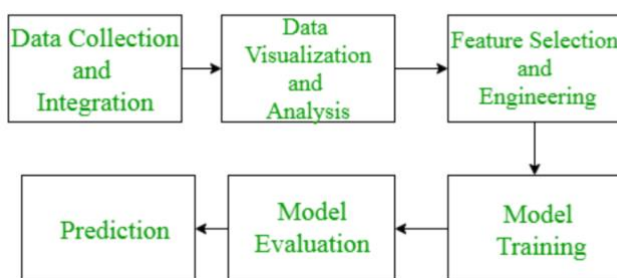 Data Collection
and
Integration
Data
Visualization
and
Analysis
Feature Selection
and
Engineering
Model
Training
Model
Evaluation
Prediction